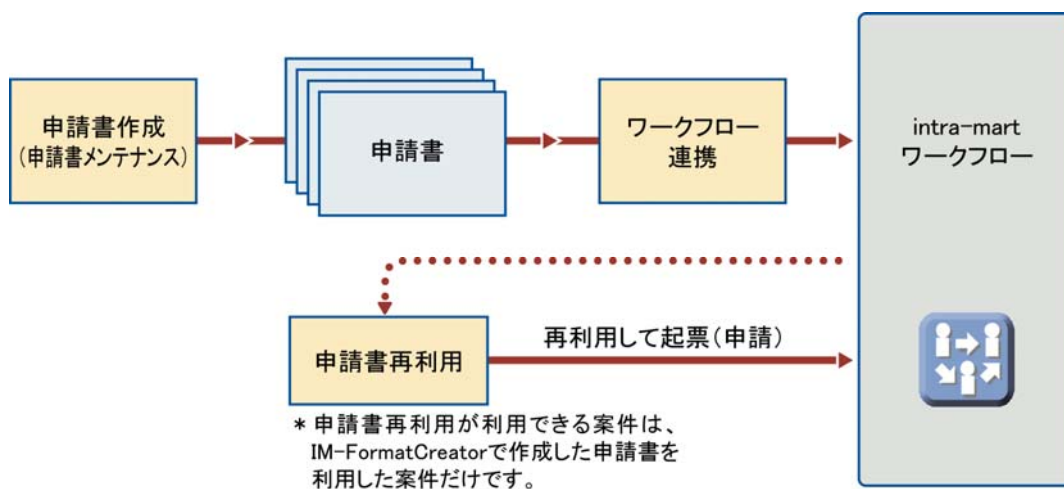 申請書作成
(申請書メンテナンス)
申請書
ワークフロー
連携
intra-mart
ワークフロー
申請書再利用
再利用して起票(申請)
* 申請書再利用が利用できる案件は、
IM-FormatCreatorで作成した申請書を
利用した案件だけです。